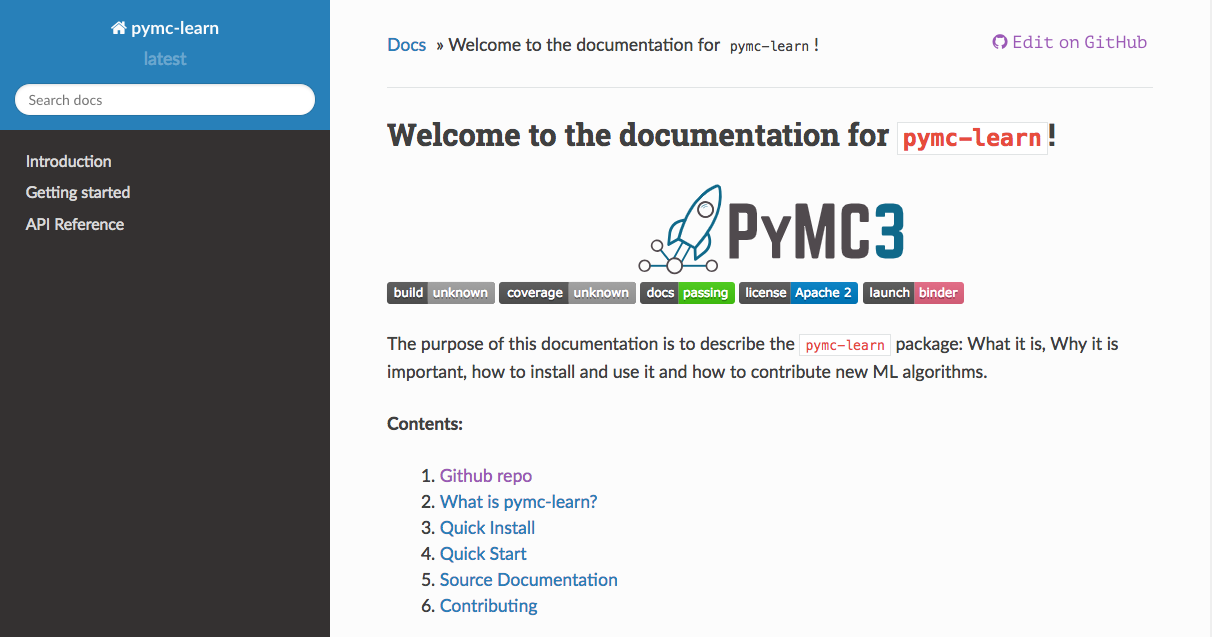 pymc-learn
latest
Search docs
Introduction
Getting started
API Reference
Docs » Welcome to the documentation for pymc-learn!
Edit on GitHub
Welcome to the documentation for pymc-learn!
PyMC3
build unknown coverage unknown docs passing license Apache 2 launch binder
The purpose of this documentation is to describe the pymc-learn package: What it is, Why it is
important, how to install and use it and how to contribute new ML algorithms.
Contents:
1. Github repo
2. What is pymc-learn?
3. Quick Install
4. Quick Start
5. Source Documentation
6. Contributing